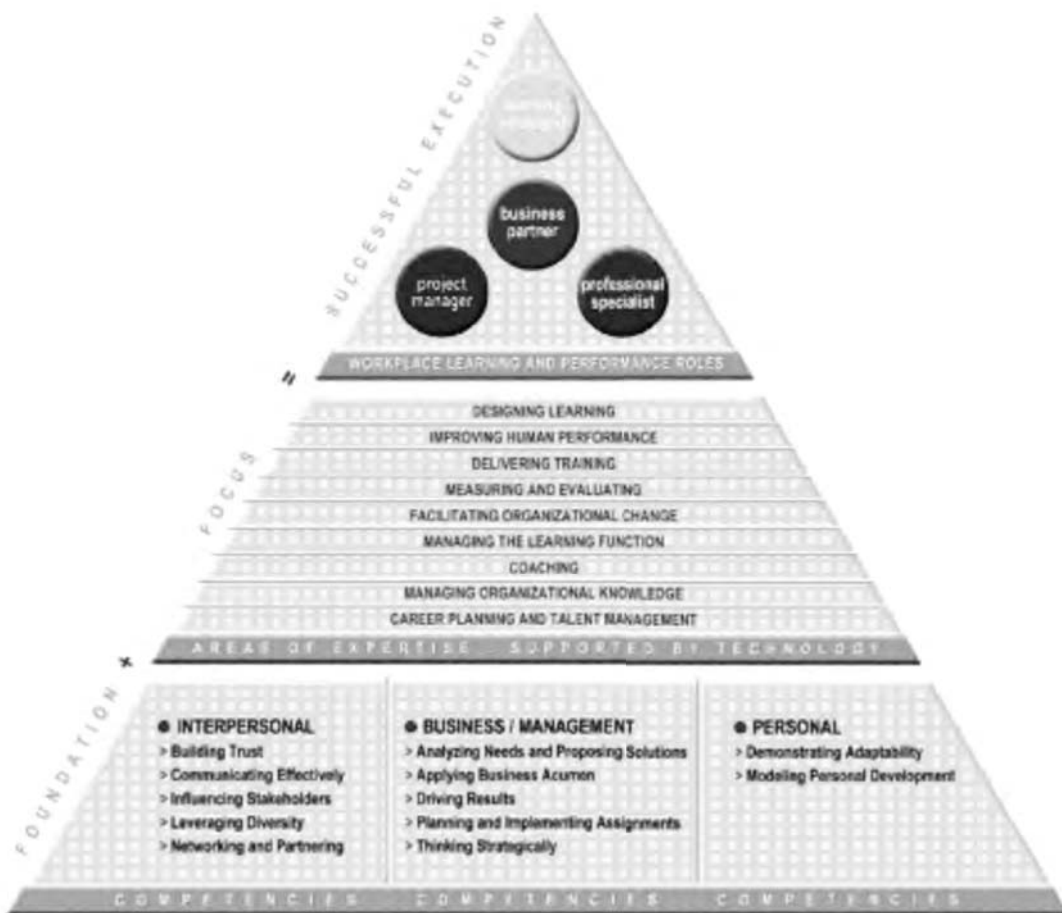 SUCCESSFUL EXECUTION
learning
strategist
business
partner
project
manager
professional
specialist
WORKPLACE LEARNING AND PERFORMANCE ROLES
=
FOCUS
DESIGNING LEARNING
IMPROVING HUMAN PERFORMANCE
DELIVERING TRAINING
MEASURING AND EVALUATING
FACILITATING ORGANIZATIONAL CHANGE
MANAGING THE LEARNING FUNCTION
COACHING
MANAGING ORGANIZATIONAL KNOWLEDGE
CAREER PLANNING AND TALENT MANAGEMENT
AREAS OF EXPERTISE SUPPORTED BY TECHNOLOGY
+
FOUNDATION
● INTERPERSONAL
> Building Trust
> Communicating Effectively
> Influencing Stakeholders
> Leveraging Diversity
> Networking and Partnering
● BUSINESS / MANAGEMENT
> Analyzing Needs and Proposing Solutions
> Applying Business Acumen
> Driving Results
> Planning and Implementing Assignments
> Thinking Strategically
● PERSONAL
> Demonstrating Adaptability
> Modeling Personal Development
COMPETENCIES COMPETENCIES COMPETENCIES